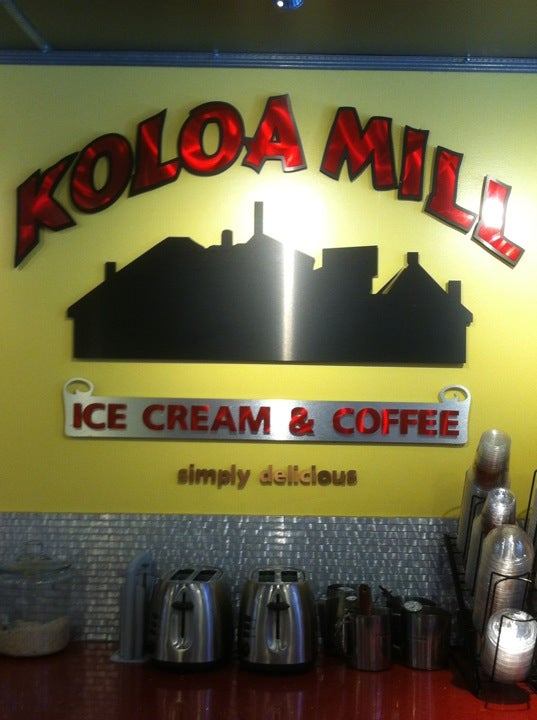 KOLOA MILL
ICE CREAM & COFFEE
simply delicious